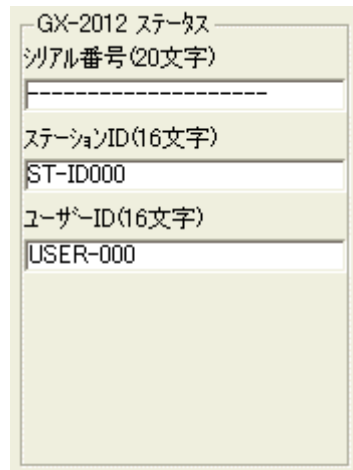 GX-2012 ステータス
シリアル番号(20文字)
--------------------
ステーションID(16文字)
ST-ID000
ユーザーID(16文字)
USER-000